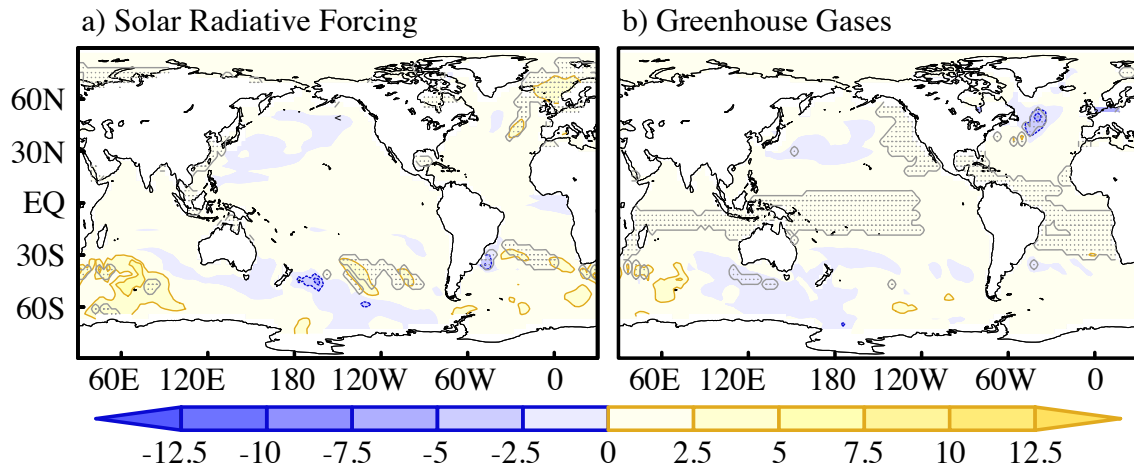 a) Solar Radiative Forcing
b) Greenhouse Gases
60N
30N
EQ
30S
60S
60E 120E 180 120W 60W 0
60E 120E 180 120W 60W 0
-12.5 -10 -7.5 -5 -2.5 0 2.5 5 7.5 10 12.5